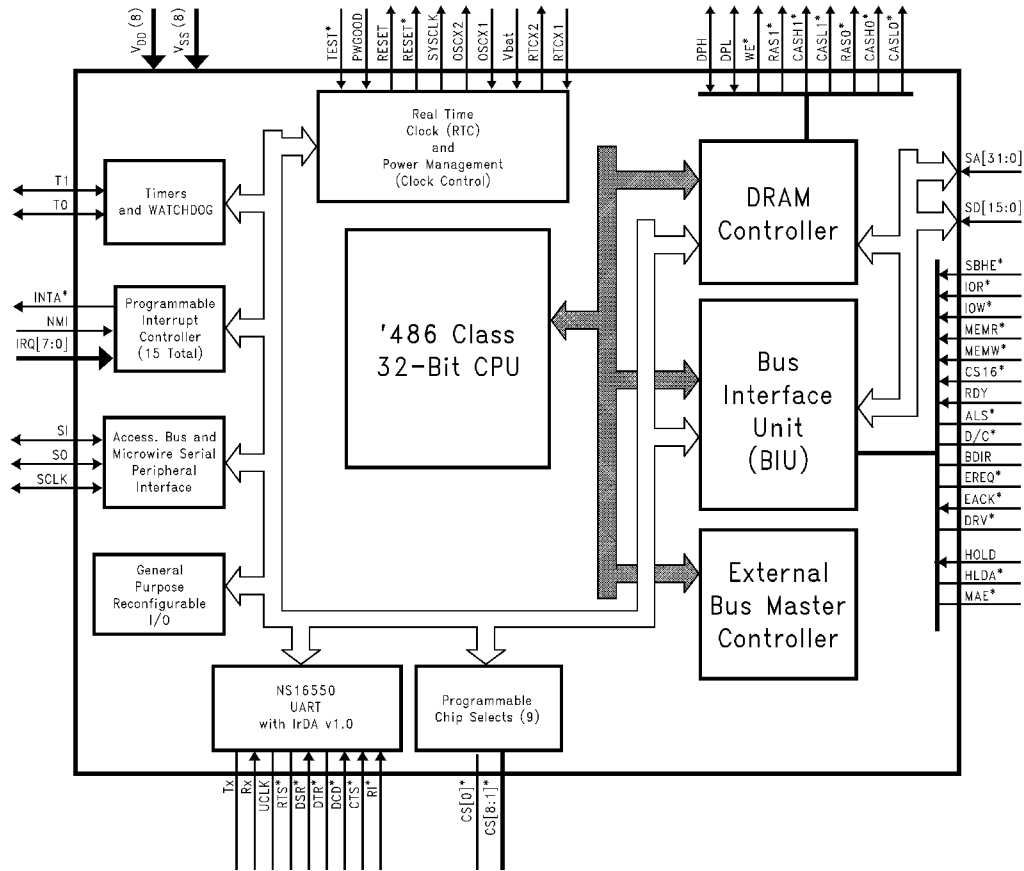 VDD (8)
VSS (8)
TEST*
PWGOOD
RESET
RESET*
SYSCLK
OSCX2
OSCX1
Vbat
RTCX2
RTCX1
DPH
DPL
WE*
RAS1*
CASH1*
CASL1*
RAS0*
CASH0*
CASL0*
Real Time
Clock (RTC)
and
Power Management
(Clock Control)
T1
T0
Timers
and WATCHDOG
DRAM
Controller
SA[31:0]
SD[15:0]
INTA*
NMI
IRQ[7:0]
Programmable
Interrupt
Controller
(15 Total)
'486 Class
32-Bit CPU
Bus
Interface
Unit
(BIU)
SBHE*
IOR*
IOW*
MEMR*
MEMW*
CS16*
RDY
ALS*
D/C*
BDIR
EREQ*
EACK*
DRV*
HOLD
HLDA*
MAE*
SI
SO
SCLK
Access. Bus and
Microwire Serial
Peripheral
Interface
General
Purpose
Reconfigurable
I/O
External
Bus Master
Controller
NS16550
UART
with IrDA v1.0
Programmable
Chip Selects (9)
Tx
Rx
UCLK
RTS*
DSR*
DTR*
DCD*
CTS*
RI*
CS[0]*
CS[8:1]*